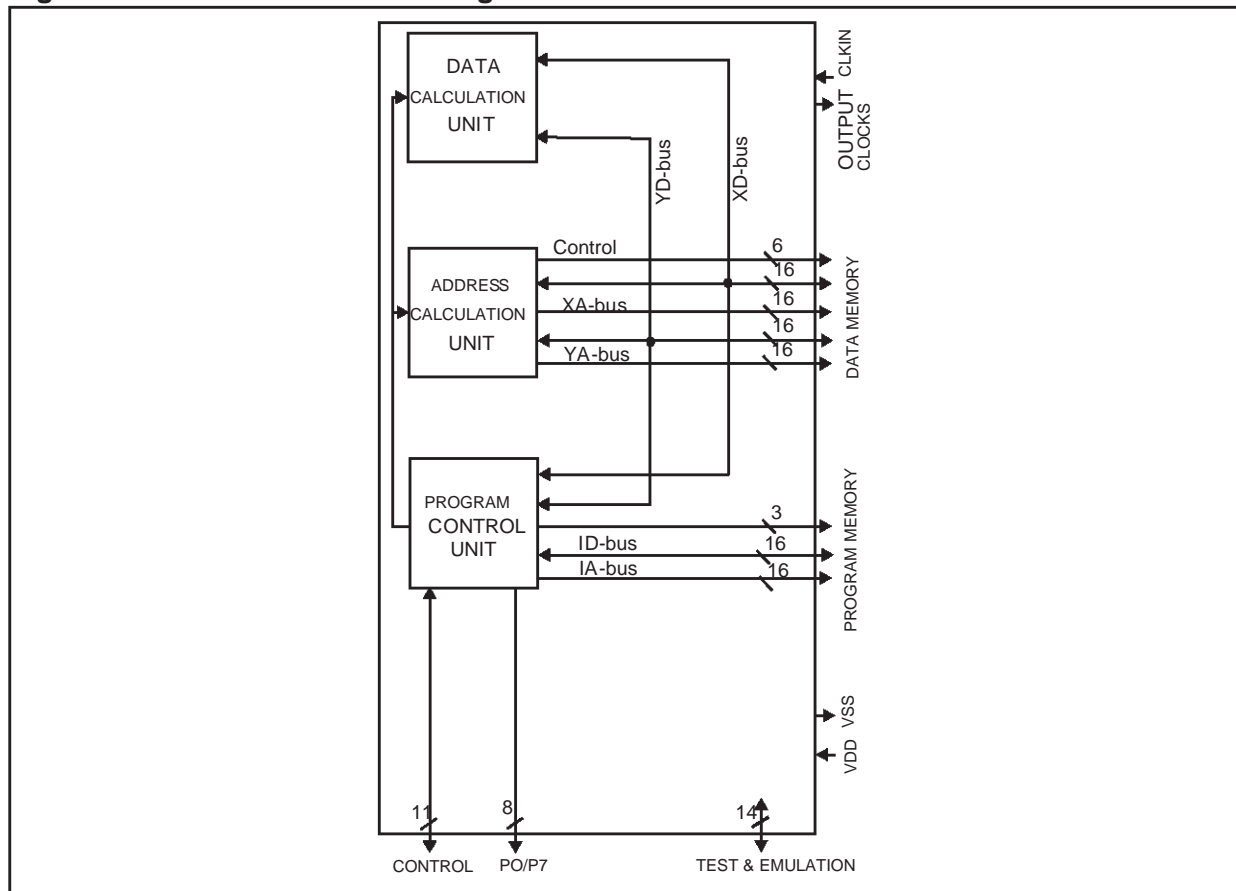 DATA
CALCULATION
UNIT
CLKIN
OUTPUT
CLOCKS
YD-bus
XD-bus
ADDRESS
CALCULATION
UNIT
Control
6
16
XA-bus
16
16
YA-bus
16
DATA MEMORY
PROGRAM
CONTROL
UNIT
3
ID-bus
16
IA-bus
16
PROGRAM MEMORY
VSS
VDD
11
8
14
CONTROL
PO/P7
TEST & EMULATION